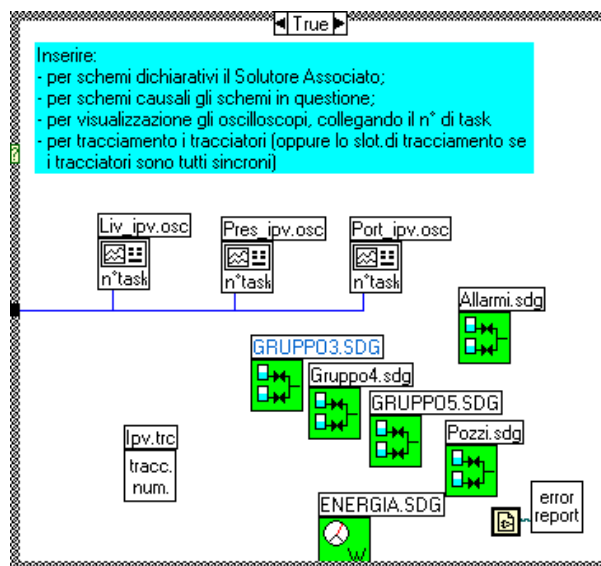 True
Inserire:
- per schemi dichiarativi il Solutore Associato;
- per schemi causali gli schemi in questione;
- per visualizzazione gli oscilloscopi, collegando il n° di task
- per tracciamento i tracciatori (oppure lo slot.di tracciamento se
i tracciatori sono tutti sincroni)
?
Liv_ipv.osc
Pres_ipv.osc
Port_ipv.osc
n°task
n°task
n°task
Allarmi.sdg
GRUPPO3.SDG
Gruppo4.sdg
GRUPPO5.SDG
Pozzi.sdg
Ipv.trc
tracc.
num.
ENERGIA.SDG
W
error
report